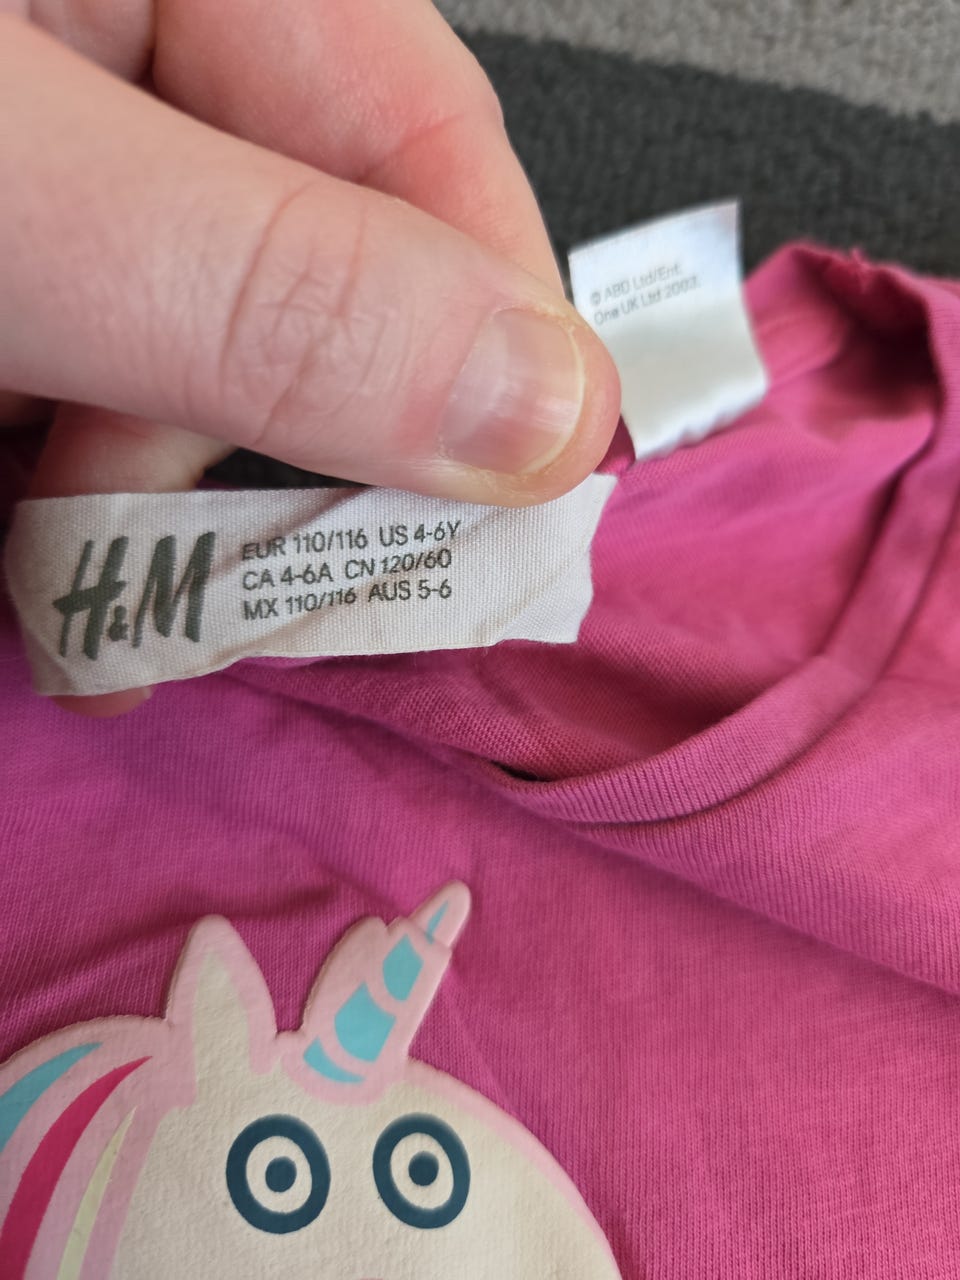 © ABD Ltd/Ent.
One UK Ltd 2003.
H&M
EUR 110/116 US 4-6Y
CA 4-6A CN 120/60
MX 110/116 AUS 5-6